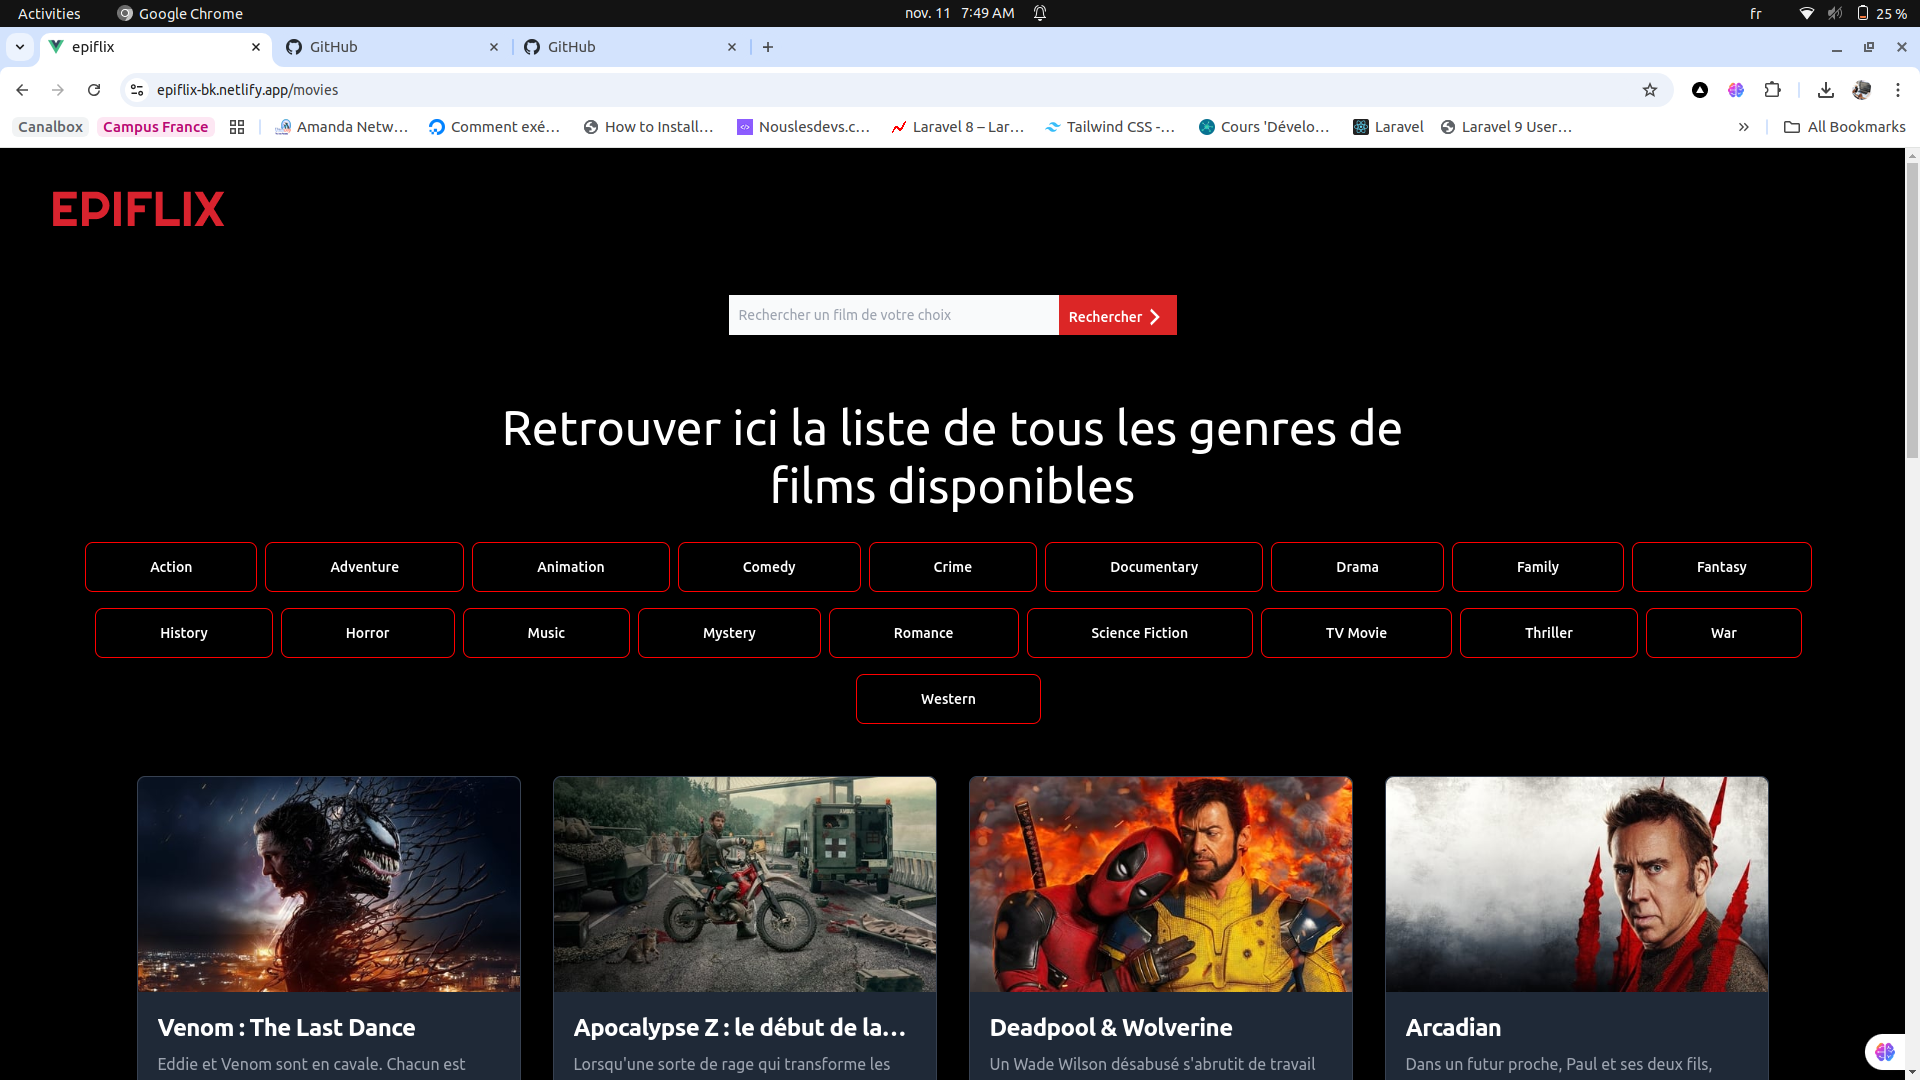 Activities Google Chrome nov. 11 7:49 AM fr 25 %
epiflix GitHub GitHub
epiflix-bk.netlify.app/movies
Canalbox Campus France Amanda Netw… Comment exé… How to Install… Nouslesdevs.c… Laravel 8 – Lar… Tailwind CSS -… Cours 'Dévelo… Laravel Laravel 9 User… All Bookmarks
EPIFLIX
Rechercher un film de votre choix Rechercher
Retrouver ici la liste de tous les genres de
films disponibles
Action Adventure Animation Comedy Crime Documentary Drama Family Fantasy
History Horror Music Mystery Romance Science Fiction TV Movie Thriller War
Western
Venom : The Last Dance Apocalypse Z : le début de la… Deadpool & Wolverine Arcadian
Eddie et Venom sont en cavale. Chacun est Lorsqu'une sorte de rage qui transforme les Un Wade Wilson désabusé s'abrutit de travail Dans un futur proche, Paul et ses deux fils,